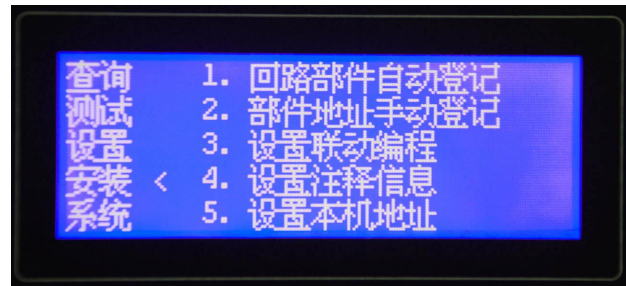 查询 1. 回路部件自动登记
测试 2. 部件地址手动登记
设置 3. 设置联动编程
安装 < 4. 设置注释信息
系统 5. 设置本机地址